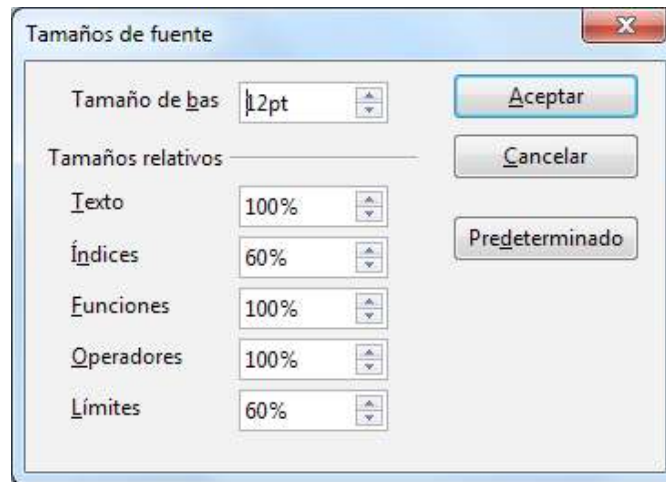 Tamaños de fuente
Tamaño de bas 12pt
Aceptar
Tamaños relativos
Cancelar
Texto 100%
Predeterminado
Índices 60%
Funciones 100%
Operadores 100%
Límites 60%